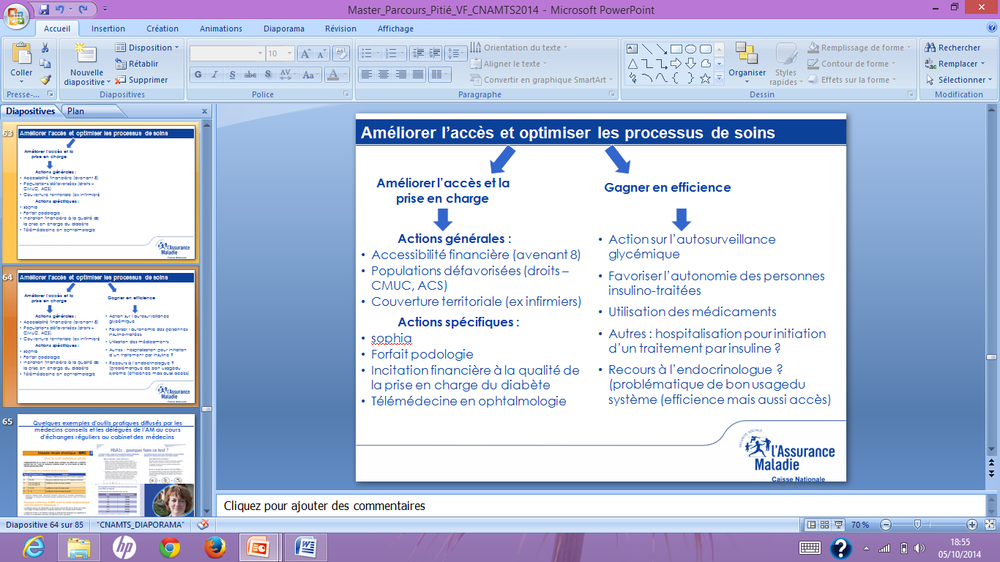 Master_Parcours_Pitié_VF_CNAMTS2014 - Microsoft PowerPoint
Accueil Insertion Création Animations Diaporama Révision Affichage
Coller
Presse-...
Nouvelle diapositive
Disposition
Rétablir
Supprimer
Diapositives
10
G I S abc S AV Aa A
Police
Orientation du texte
Aligner le texte
Convertir en graphique SmartArt
Paragraphe
Organiser
Styles rapides
Remplissage de forme
Contour de forme
Effets sur la forme
Dessin
Rechercher
Remplacer
Sélectionner
Modification
Diapositives Plan x
63
Améliorer l'accès et optimiser les processus de soins
Améliorer l'accès et la
prise en charge
Actions générales :
• Accessibilité financière (avenant 8)
• Populations défavorisées (droits –
CMUC, ACS)
• Couverture territoriale (ex infirmiers)
Actions spécifiques :
• sophia
• Forfait podologie
• Incitation financière à la qualité de
la prise en charge du diabète
• Télémédecine en ophtalmologie
l'Assurance
Maladie
Caisse Nationale
64
Améliorer l'accès et optimiser les processus de soins
Améliorer l'accès et la
prise en charge
Gagner en efficience
Actions générales :
• Accessibilité financière (avenant 8)
• Populations défavorisées (droits –
CMUC, ACS)
• Couverture territoriale (ex infirmiers)
Actions spécifiques :
• sophia
• Forfait podologie
• Incitation financière à la qualité de
la prise en charge du diabète
• Télémédecine en ophtalmologie
• Action sur l'autosurveillance
glycémique
• Favoriser l'autonomie des personnes
insulino-traitées
• Utilisation des médicaments
• Autres : hospitalisation pour initiation
d'un traitement par insuline ?
• Recours à l'endocrinologue ?
(problématique de bon usagedu
système (efficience mais aussi accès)
l'Assurance
Maladie
Caisse Nationale
65
Quelques exemples d'outils pratiques diffusés par les
médecins conseils et les délégués de l'AM au cours
d'échanges réguliers au cabinet des médecins
Maladie rénale chronique - MRC
HbA1c : pourquoi faire ce test ?
Améliorer l'accès et optimiser les processus de soins
Améliorer l'accès et la
prise en charge
Actions générales :
• Accessibilité financière (avenant 8)
• Populations défavorisées (droits –
CMUC, ACS)
• Couverture territoriale (ex infirmiers)
Actions spécifiques :
• sophia
• Forfait podologie
• Incitation financière à la qualité de
la prise en charge du diabète
• Télémédecine en ophtalmologie
Gagner en efficience
• Action sur l'autosurveillance
glycémique
• Favoriser l'autonomie des personnes
insulino-traitées
• Utilisation des médicaments
• Autres : hospitalisation pour initiation
d'un traitement par insuline ?
• Recours à l'endocrinologue ?
(problématique de bon usagedu
système (efficience mais aussi accès)
SÉCURITÉ SOCIALE
l'Assurance
Maladie
Caisse Nationale
Cliquez pour ajouter des commentaires
Diapositive 64 sur 85 "CNAMTS_DIAPORAMA" 70 %
18:55
05/10/2014